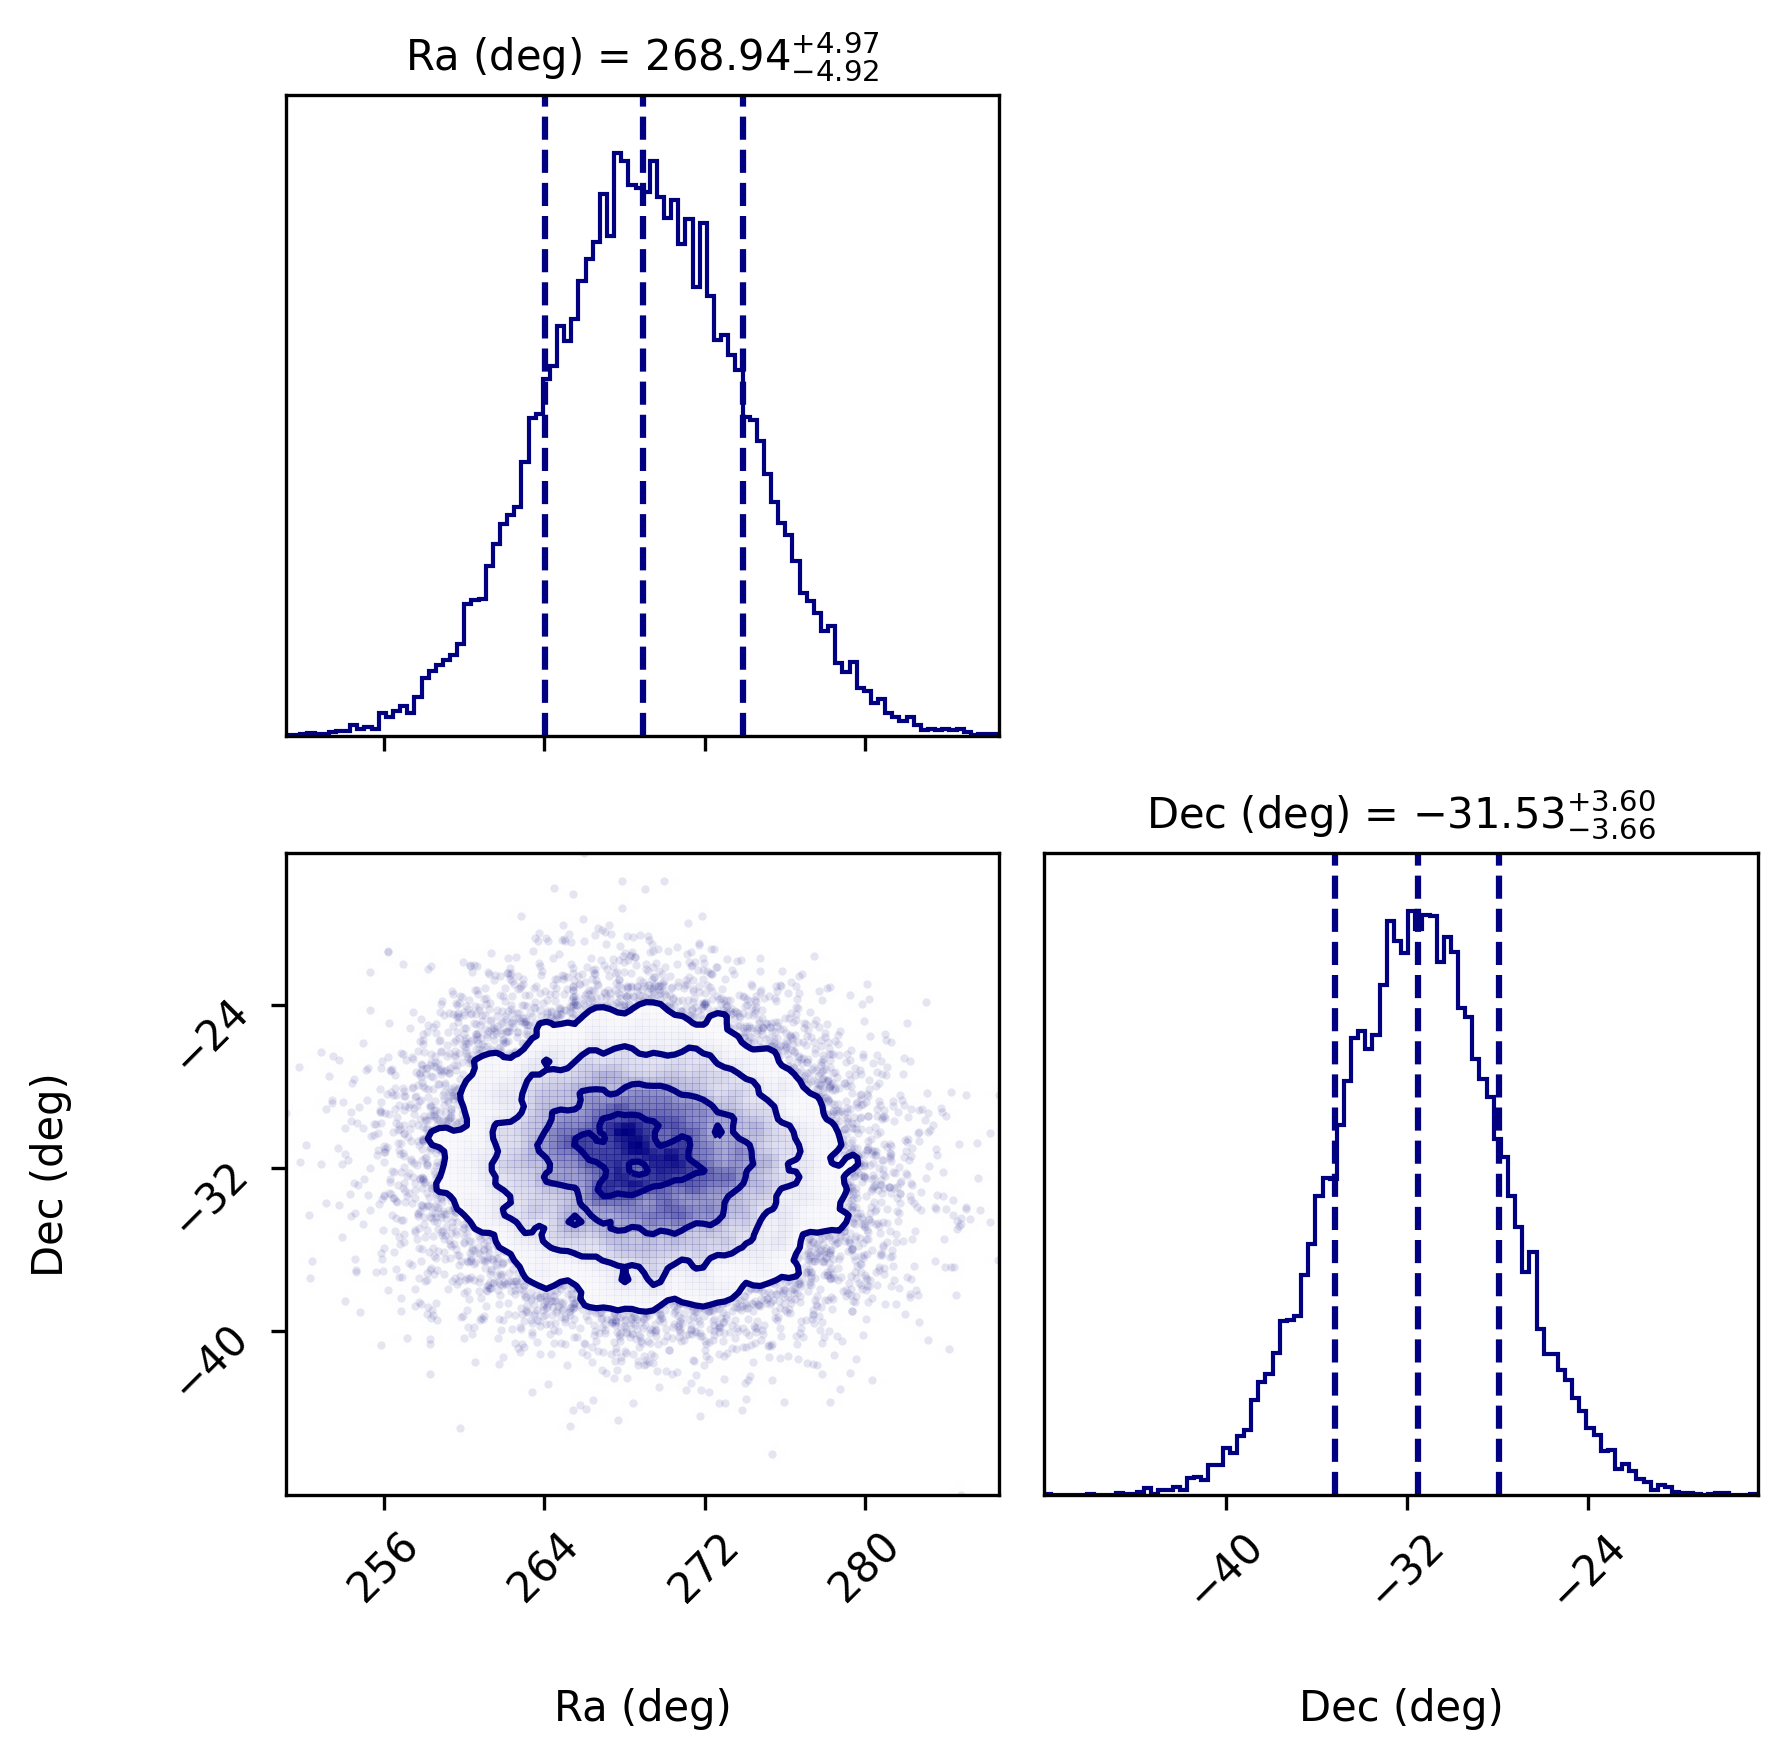 Ra (deg) = 268.94$^{+4.97}_{-4.92}$
Dec (deg) = −31.53$^{+3.60}_{-3.66}$
−24
−32
−40
Dec (deg)
256 264 272 280
−40 −32 −24
Ra (deg)
Dec (deg)